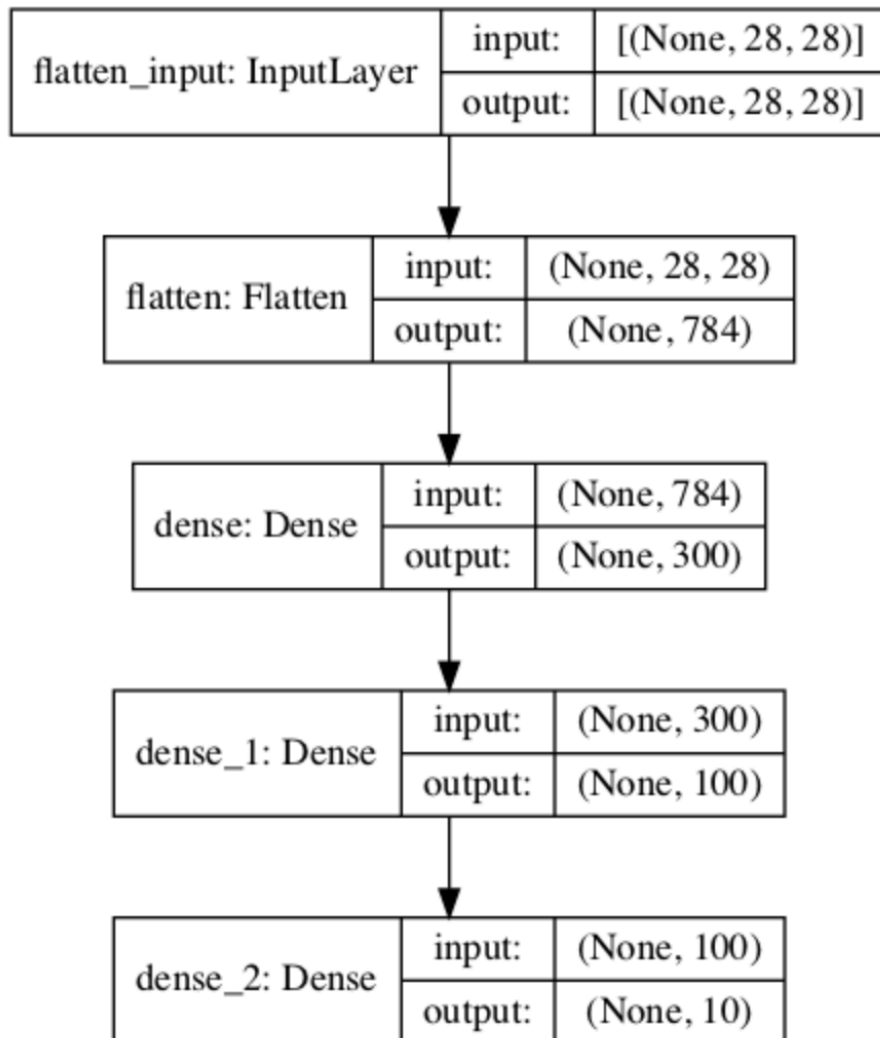 flatten_input: InputLayer
input: [(None, 28, 28)]
output: [(None, 28, 28)]
flatten: Flatten
input: (None, 28, 28)
output: (None, 784)
dense: Dense
input: (None, 784)
output: (None, 300)
dense_1: Dense
input: (None, 300)
output: (None, 100)
dense_2: Dense
input: (None, 100)
output: (None, 10)